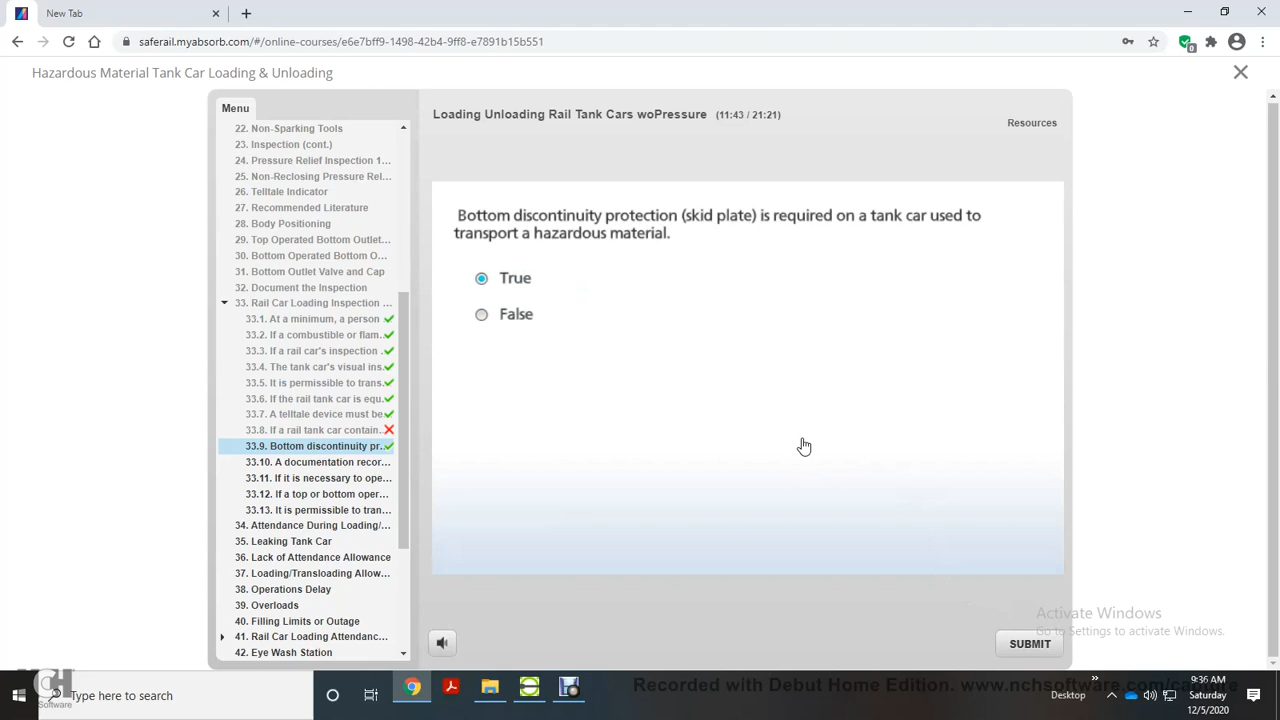 New Tab
saferail.myabsorb.com/#/online-courses/e6e7bff9-1498-42b4-9ff8-e7891b15b551
0
Hazardous Material Tank Car Loading & Unloading
Menu
22. Non-Sparking Tools
23. Inspection (cont.)
24. Pressure Relief Inspection 1...
25. Non-Reclosing Pressure Rel...
26. Telltale Indicator
27. Recommended Literature
28. Body Positioning
29. Top Operated Bottom Outlet...
30. Bottom Operated Bottom O...
31. Bottom Outlet Valve and Cap
32. Document the Inspection
33. Rail Car Loading Inspection ...
33.1. At a minimum, a person
33.2. If a combustible or flam...
33.3. If a rail car's inspection ...
33.4. The tank car's visual ins...
33.5. It is permissible to trans...
33.6. If the rail tank car is equ...
33.7. A telltale device must be
33.8. If a rail tank car contain...
33.9. Bottom discontinuity pr...
33.10. A documentation recor...
33.11. If it is necessary to ope...
33.12. If a top or bottom oper...
33.13. It is permissible to tran...
34. Attendance During Loading/...
35. Leaking Tank Car
36. Lack of Attendance Allowance
37. Loading/Transloading Allow...
38. Operations Delay
39. Overloads
40. Filling Limits or Outage
41. Rail Car Loading Attendanc...
42. Eye Wash Station
Loading Unloading Rail Tank Cars woPressure (11:43 / 21:21)
Resources
Bottom discontinuity protection (skid plate) is required on a tank car used to
transport a hazardous material.
True
False
SUBMIT
Activate Windows
Go to Settings to activate Windows.
NCH
Software
Type here to search
Recorded with Debut Home Edition. www.nchsoftware.com/capture
Desktop
9:36 AM
Saturday
12/5/2020